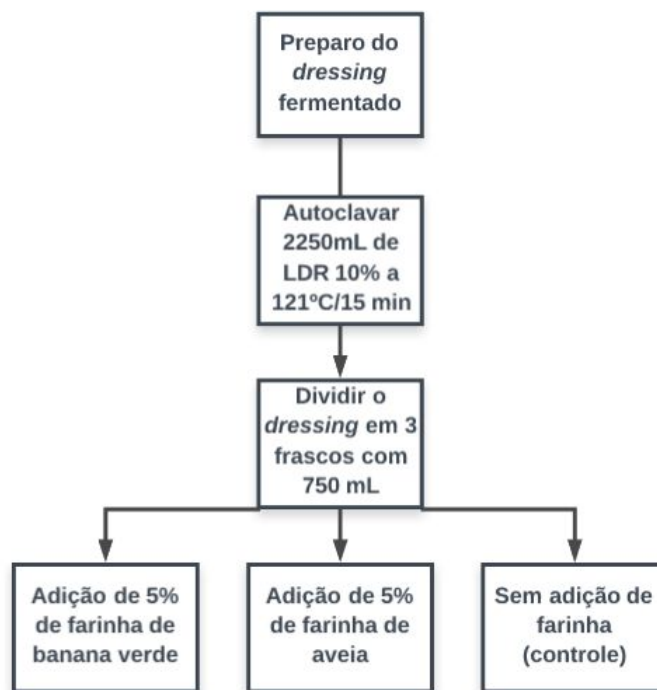 Preparo do
dressing
fermentado
Autoclavar
2250mL de
LDR 10% a
121ºC/15 min
Dividir o
dressing em 3
frascos com
750 mL
Adição de 5%
de farinha de
banana verde
Adição de 5%
de farinha de
aveia
Sem adição de
farinha
(controle)